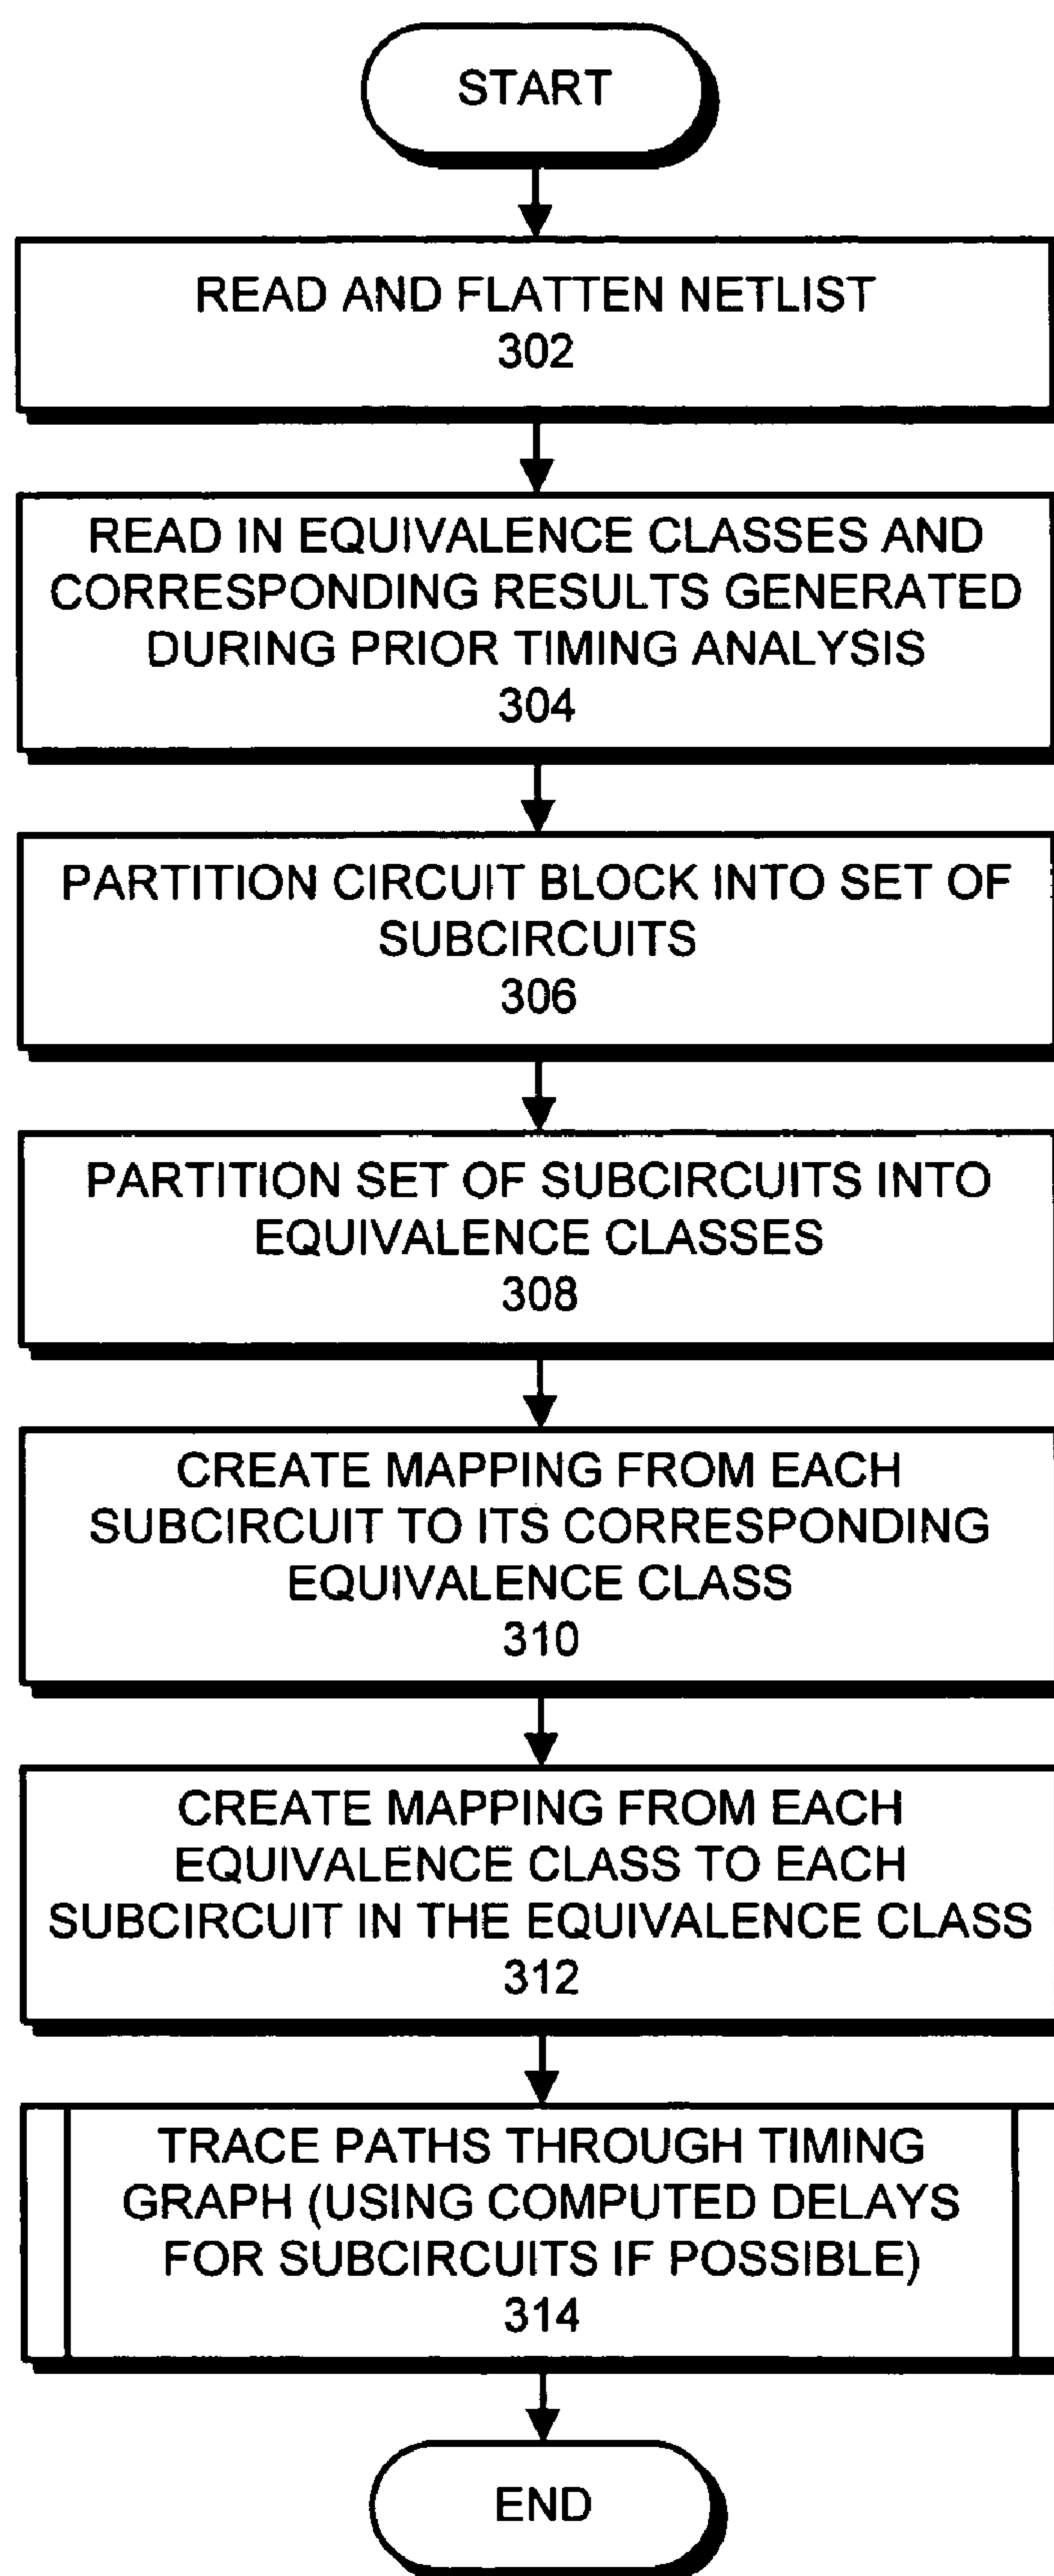 START
READ AND FLATTEN NETLIST
302
READ IN EQUIVALENCE CLASSES AND
CORRESPONDING RESULTS GENERATED
DURING PRIOR TIMING ANALYSIS
304
PARTITION CIRCUIT BLOCK INTO SET OF
SUBCIRCUITS
306
PARTITION SET OF SUBCIRCUITS INTO
EQUIVALENCE CLASSES
308
CREATE MAPPING FROM EACH
SUBCIRCUIT TO ITS CORRESPONDING
EQUIVALENCE CLASS
310
CREATE MAPPING FROM EACH
EQUIVALENCE CLASS TO EACH
SUBCIRCUIT IN THE EQUIVALENCE CLASS
312
TRACE PATHS THROUGH TIMING
GRAPH (USING COMPUTED DELAYS
FOR SUBCIRCUITS IF POSSIBLE)
314
END